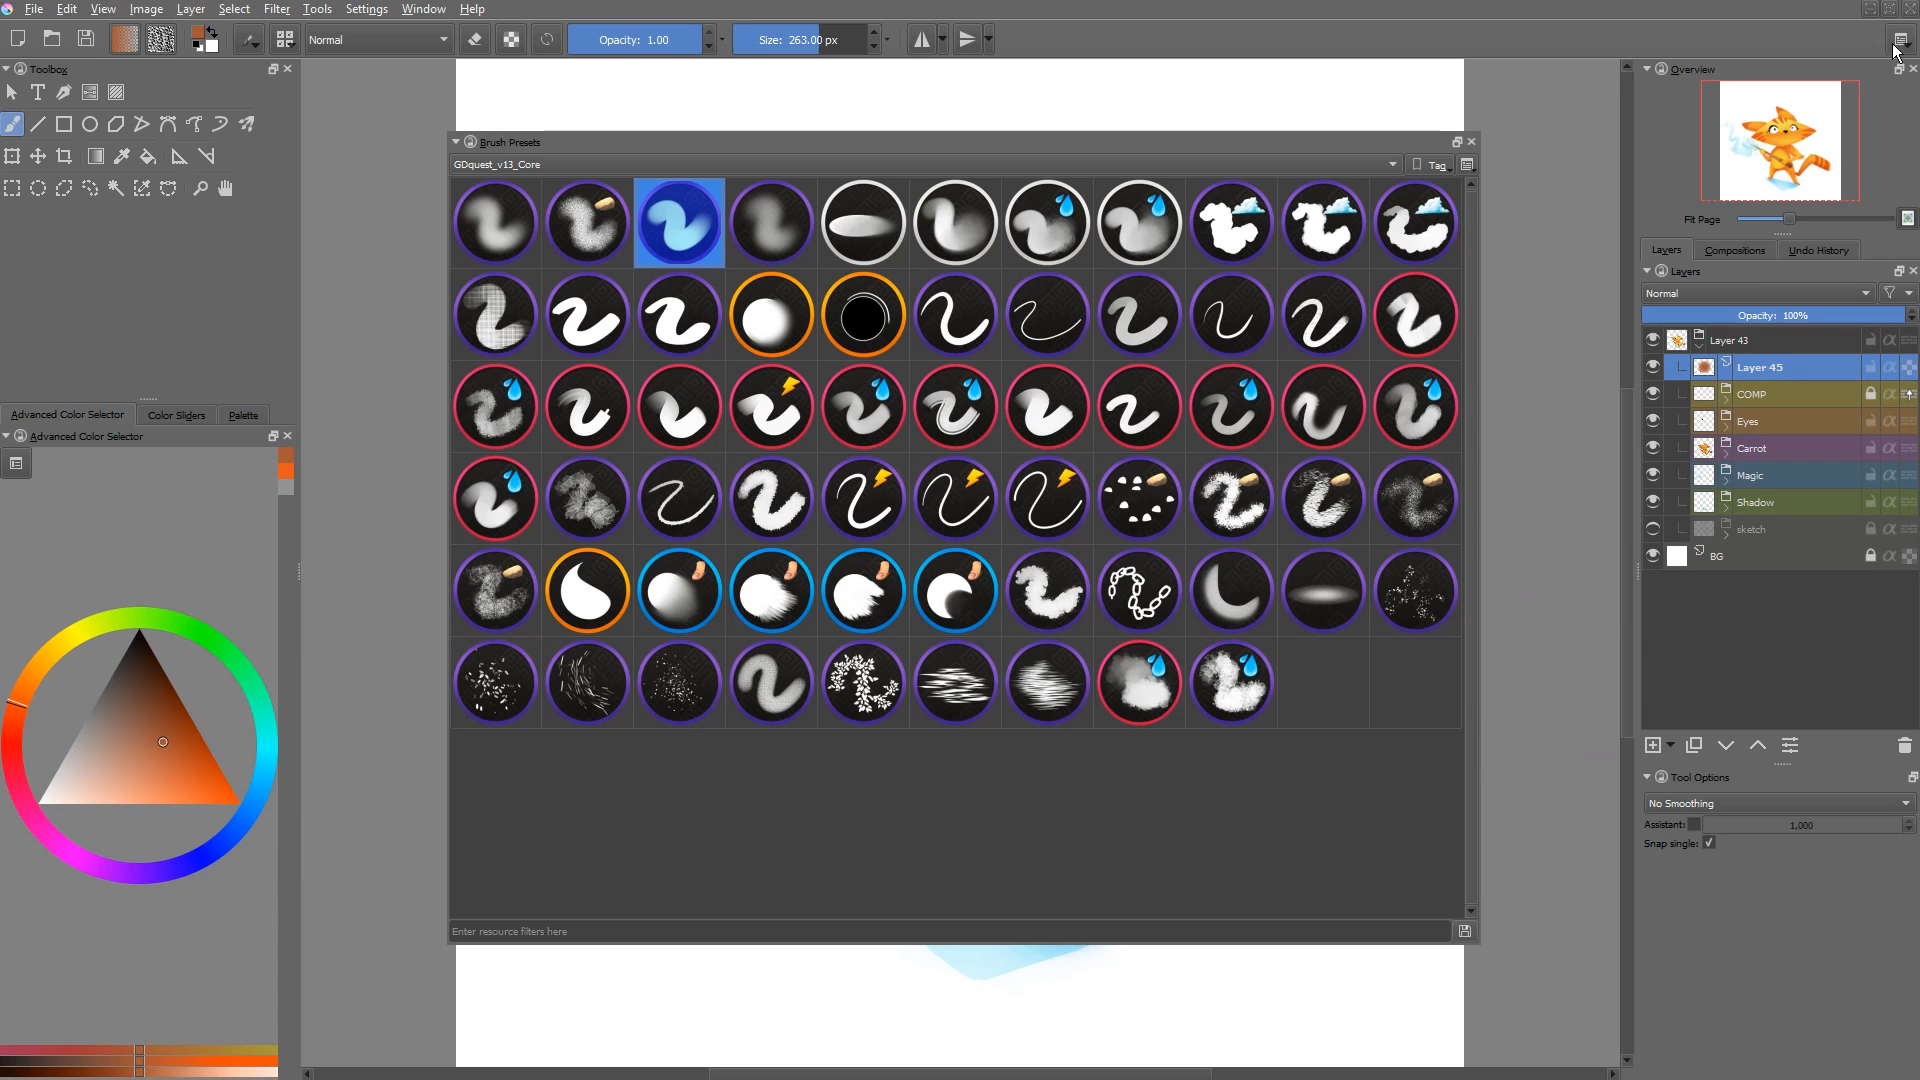 File Edit View Image Layer Select Filter Tools Settings Window Help
Normal Opacity: 1.00 Size: 263.00 px
Toolbox
Overview
Brush Presets
GDquest_v13_Core Tag
Fit Page
Layers Compositions Undo History
Layers
Normal
Opacity: 100%
Layer 43
Layer 45
COMP
Eyes
Carrot
Magic
Shadow
sketch
BG
Advanced Color Selector Color Sliders Palette
Advanced Color Selector
Tool Options
No Smoothing
Assistant: 1,000
Snap single:
Enter resource filters here